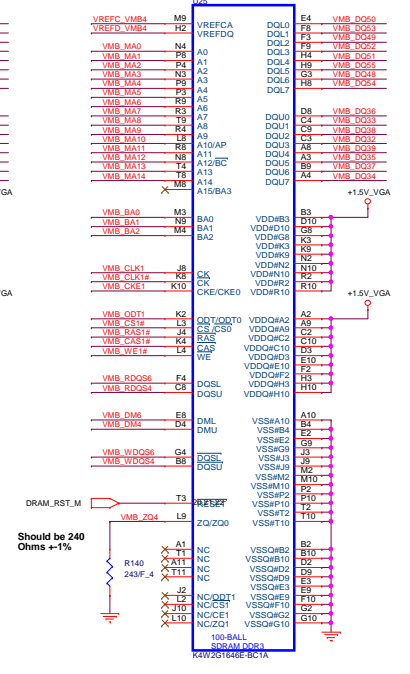 U25
VREFC_VMB4 M9 VREFCA
VREFD_VMB4 H2 VREFDQ
VMB_MA0 N4 A0
VMB_MA1 P8 A1
VMB_MA2 P4 A2
VMB_MA3 N3 A3
VMB_MA4 P9 A4
VMB_MA5 P3 A5
VMB_MA6 R9 A6
VMB_MA7 R3 A7
VMB_MA8 T9 A8
VMB_MA9 R4 A9
VMB_MA10 L8 A10/AP
VMB_MA11 R8 A11
VMB_MA12 N8 A12/BC
VMB_MA13 T4 A13
VMB_MA14 T8 A14
M8 A15/BA3
VGA
VMB_BA0 M3 BA0
VMB_BA1 N9 BA1
VMB_BA2 M4 BA2
VMB_CLK1 J8 CK
VMB_CLK1# K8 CK
VMB_CKE1 K10 CKE/CKE0
VGA
VMB_ODT1 K2 ODT/ODT0
VMB_CS1# L3 CS /CS0
VMB_RAS1# J4 RAS
VMB_CAS1# K4 CAS
VMB_WE1# L4 WE
VMB_RDQS6 F4 DQSL
VMB_RDQS4 C8 DQSU
VMB_DM6 E8 DML
VMB_DM4 D4 DMU
VMB_WDQS6 G4 DQSL
VMB_WDQS4 B8 DQSU
DRAM_RST_M T3 RESET
VMB_ZQ4 L9 ZQ/ZQ0
Should be 240
Ohms +-1%
R140
243/F_4
A1 NC
T1 NC
A11 NC
T11 NC
J2 NC/ODT1
L2 NC/CS1
J10 NC/CE1
L10 NC/ZQ1
DQL0 E4 VMB_DQ50
DQL1 F8 VMB_DQ53
DQL2 F3 VMB_DQ49
DQL3 F9 VMB_DQ52
DQL4 H4 VMB_DQ51
DQL5 H9 VMB_DQ55
DQL6 G3 VMB_DQ48
DQL7 H8 VMB_DQ54
DQU0 D8 VMB_DQ36
DQU1 C4 VMB_DQ33
DQU2 C9 VMB_DQ38
DQU3 C3 VMB_DQ32
DQU4 A8 VMB_DQ39
DQU5 A3 VMB_DQ35
DQU6 B9 VMB_DQ37
DQU7 A4 VMB_DQ34
+1.5V_VGA
VDD#B3 B3
VDD#D10 D10
VDD#G8 G8
VDD#K3 K3
VDD#K9 K9
VDD#N2 N2
VDD#N10 N10
VDD#R2 R2
VDD#R10 R10
+1.5V_VGA
VDDQ#A2 A2
VDDQ#A9 A9
VDDQ#C2 C2
VDDQ#C10 C10
VDDQ#D3 D3
VDDQ#E10 E10
VDDQ#F2 F2
VDDQ#H3 H3
VDDQ#H10 H10
VSS#A10 A10
VSS#B4 B4
VSS#E2 E2
VSS#G9 G9
VSS#J3 J3
VSS#J9 J9
VSS#M2 M2
VSS#M10 M10
VSS#P2 P2
VSS#P10 P10
VSS#T2 T2
VSS#T10 T10
VSSQ#B2 B2
VSSQ#B10 B10
VSSQ#D2 D2
VSSQ#D9 D9
VSSQ#E3 E3
VSSQ#E9 E9
VSSQ#F10 F10
VSSQ#G2 G2
VSSQ#G10 G10
100-BALL
SDRAM DDR3
K4W2G1646E-BC1A